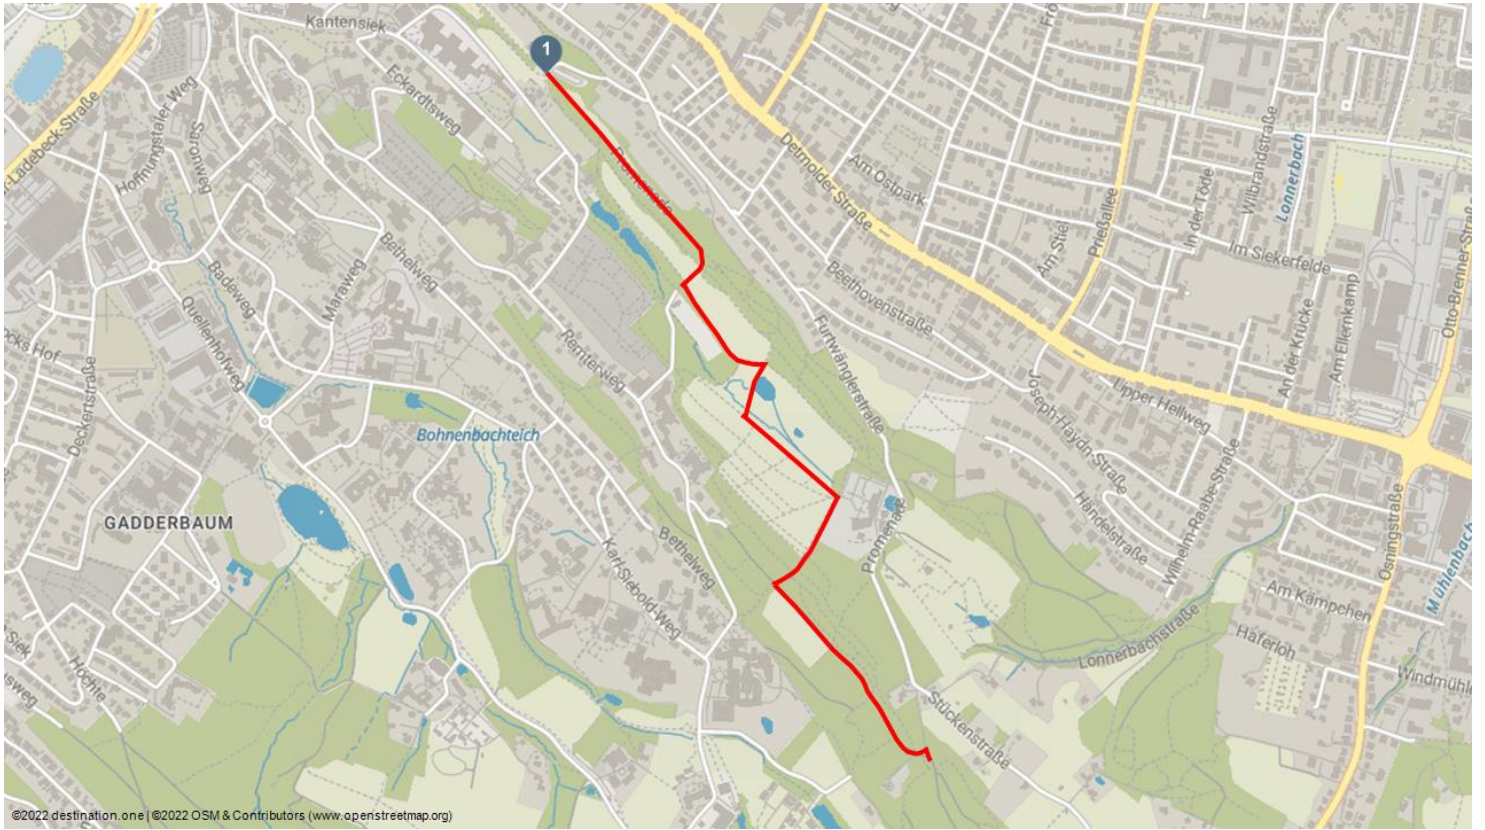 Kantensiek
1
Eckardtsweg
Hoffnungstaler Weg
Saronweg
Detmolder Straße
Am Ostpark
Promenade
Prießallee
In der Töde
Wilbrandstraße
Lonnerbach
Am Stiel
Im Siekerfelde
Otto-Brenner-Straße
Bethelweg
Maraweg
Badeweg
Quellenhofweg
Beethovenstraße
Furtwänglerstraße
An der Krücke
Am Ellernkamp
Remterweg
Deckertstraße
Joseph-Haydn-Straße
Lipper Hellweg
Bohnenbachteich
GADDERBAUM
Händelstraße
Wilhelm-Raabe-Straße
Osningstraße
Promenade
Bethelweg
Karl-Siebold-Weg
Mühlenbach
Am Kämpchen
Haferloh
Lonnerbachstraße
Windmühle
Höchte
Stückenstraße
©2022 destination.one | ©2022 OSM & Contributors (www.openstreetmap.org)